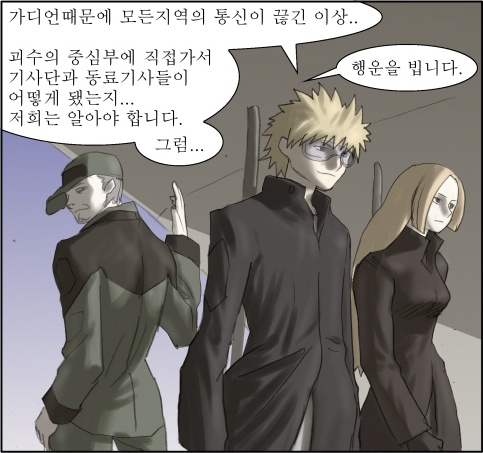 가디언때문에 모든지역의 통신이 끊긴 이상..
괴수의 중심부에 직접가서
기사단과 동료기사들이
어떻게 됐는지...
저희는 알아야 합니다.
그럼...
행운을 빕니다.